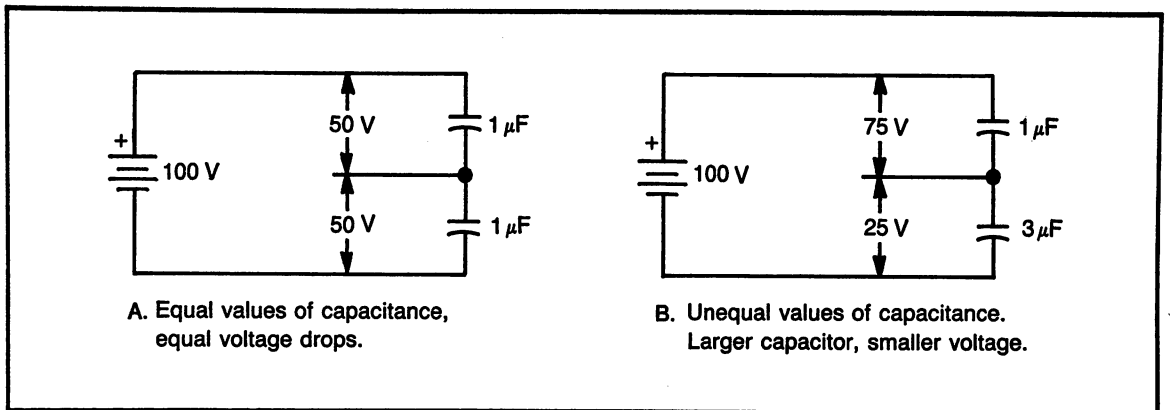 +
100 V
50 V
50 V
1 μF
1 μF
A. Equal values of capacitance,
equal voltage drops.
+
100 V
75 V
25 V
1 μF
3 μF
B. Unequal values of capacitance.
Larger capacitor, smaller voltage.